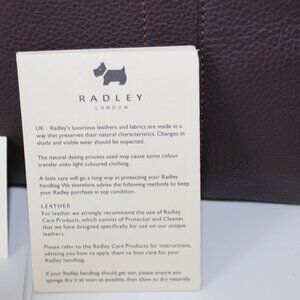 RADLEY
LONDON
UK : Radley's luxurious leathers and fabrics are made in a
way that preserves their natural characteristics: Changes in
shade and visible wear should be expected.
The natural dyeing process used may cause some colour
transfer onto light coloured clothing.
A little care will go a long way in protecting your Radley
handbag. We therefore advise the following methods to keep
your Radley purchase in top condition.
LEATHER
For leather we strongly recommend the use of Radley
Care Products, which consist of Protector and Cleaner
that we have designed specifically for use on our unique
leathers.
Please refer to the Radley Care Products for instructions,
advising you how to apply them to best care for your
Radley handbag.
If your Radley handbag should get wet, please ensure you
sponge dry it as soon as possible, then allow to dry naturally.